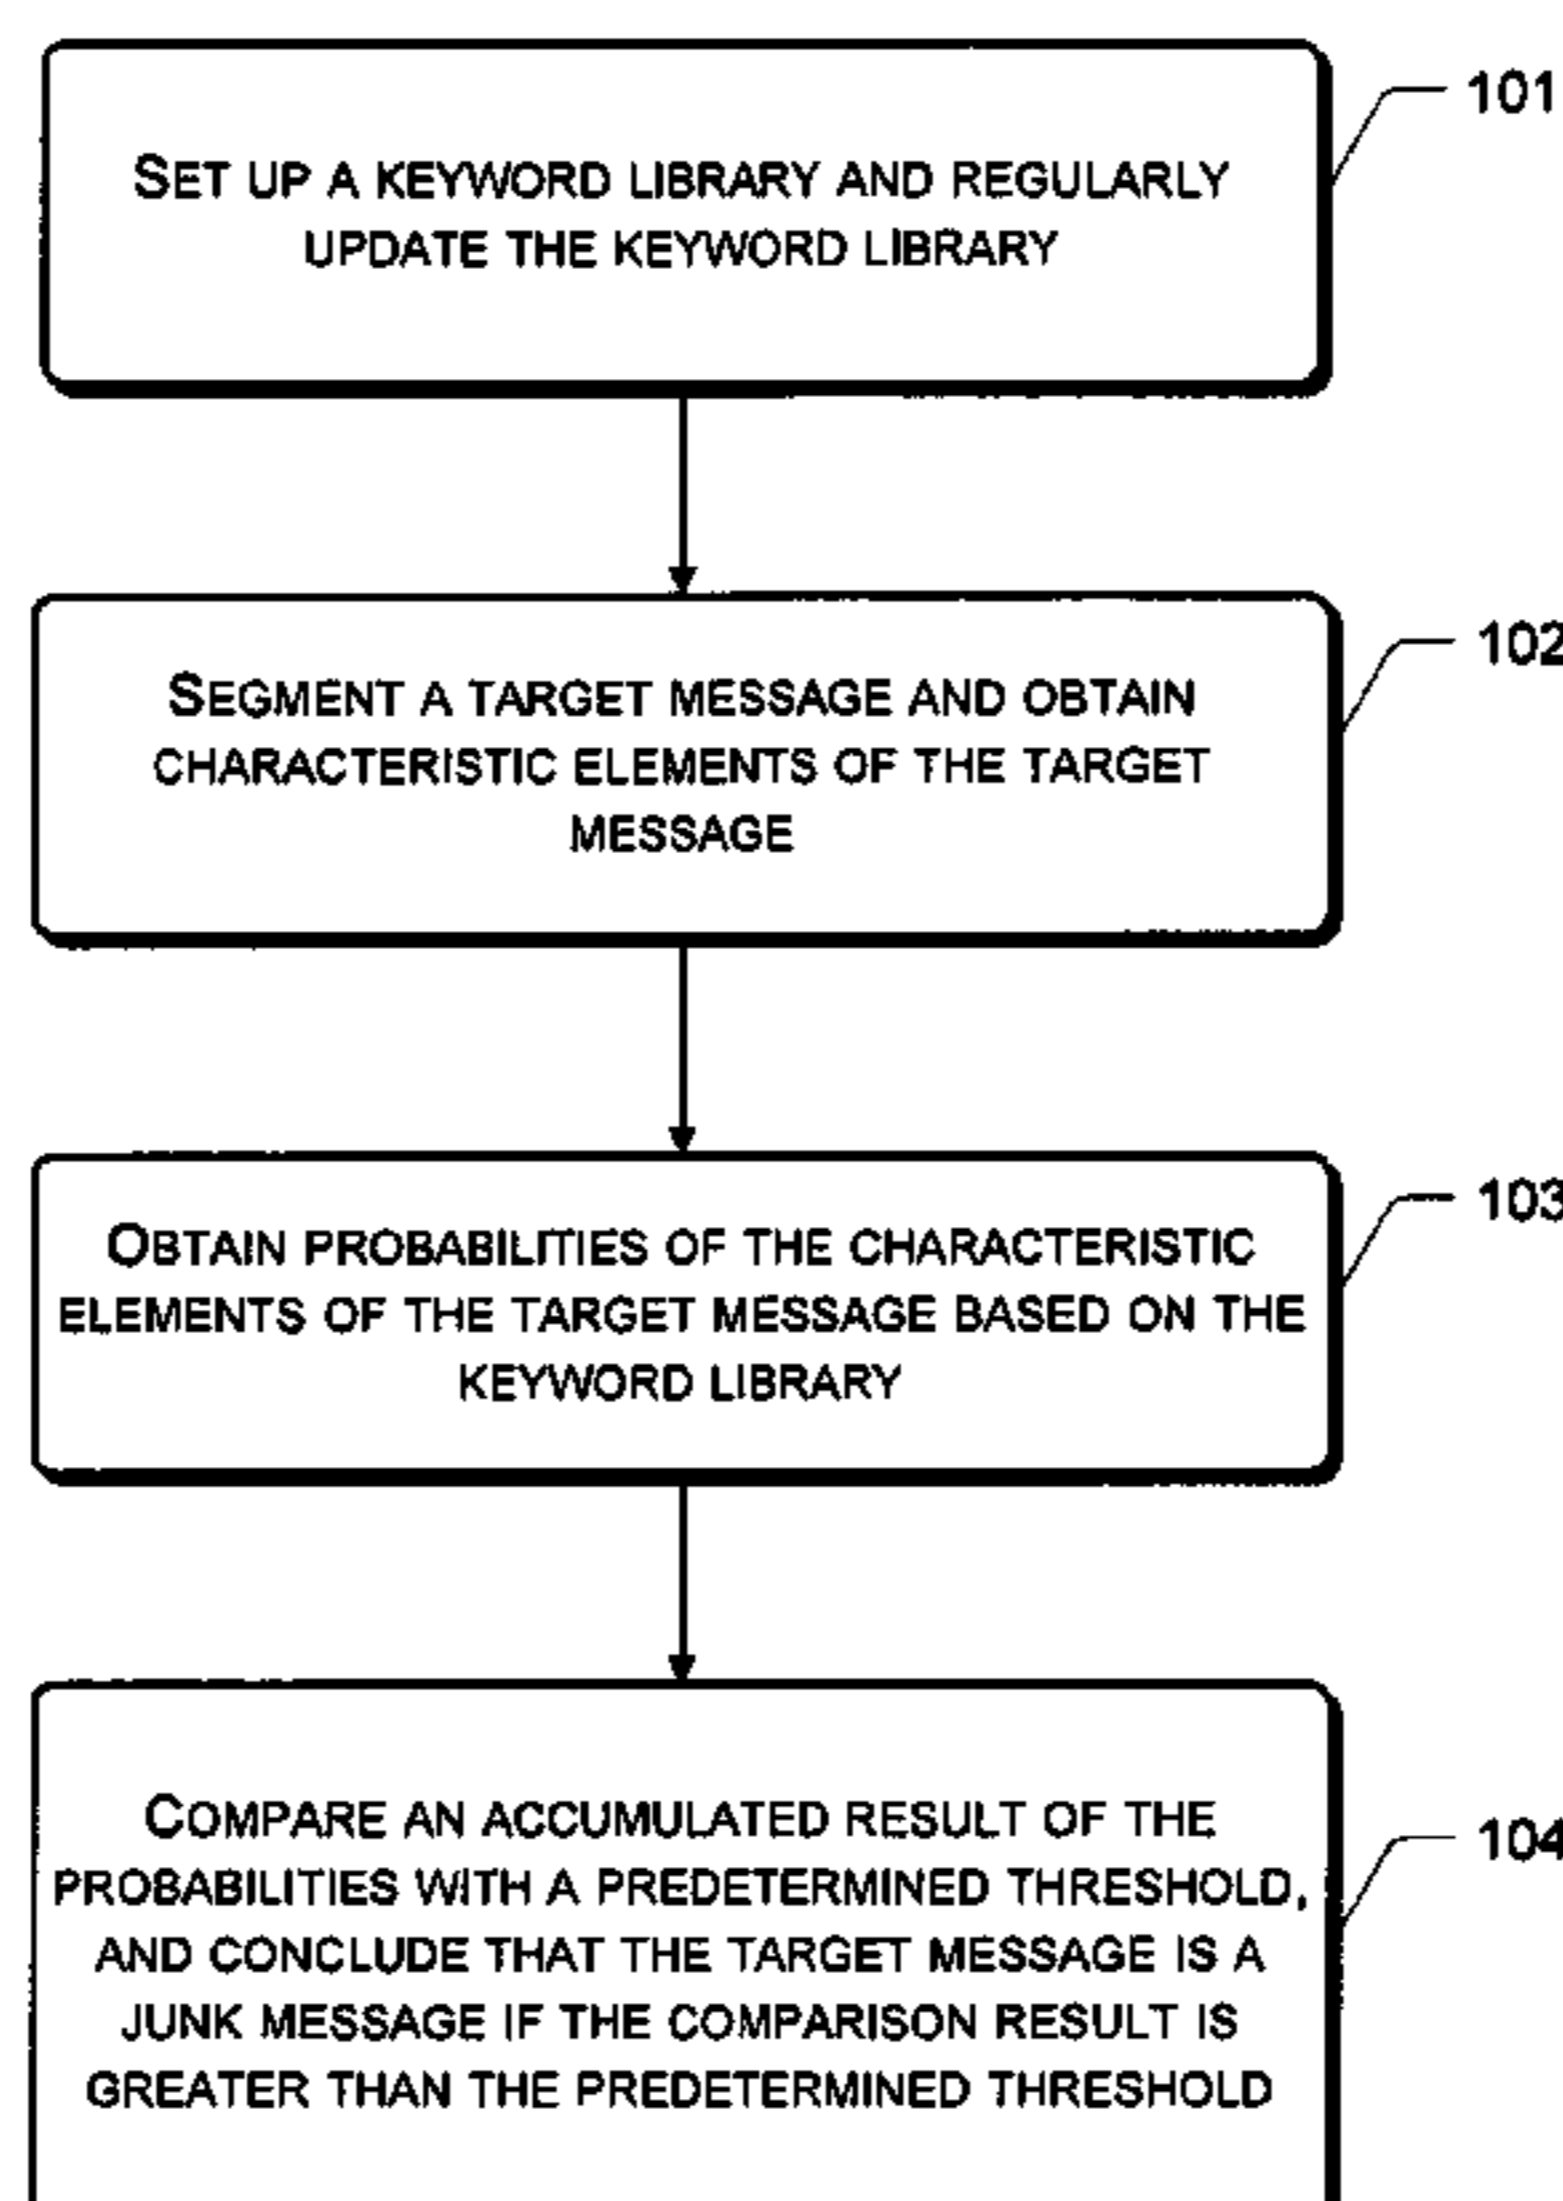 SET UP A KEYWORD LIBRARY AND REGULARLY
UPDATE THE KEYWORD LIBRARY
101
SEGMENT A TARGET MESSAGE AND OBTAIN
CHARACTERISTIC ELEMENTS OF THE TARGET
MESSAGE
102
OBTAIN PROBABILITIES OF THE CHARACTERISTIC
ELEMENTS OF THE TARGET MESSAGE BASED ON THE
KEYWORD LIBRARY
103
COMPARE AN ACCUMULATED RESULT OF THE
PROBABILITIES WITH A PREDETERMINED THRESHOLD,
AND CONCLUDE THAT THE TARGET MESSAGE IS A
JUNK MESSAGE IF THE COMPARISON RESULT IS
GREATER THAN THE PREDETERMINED THRESHOLD
104